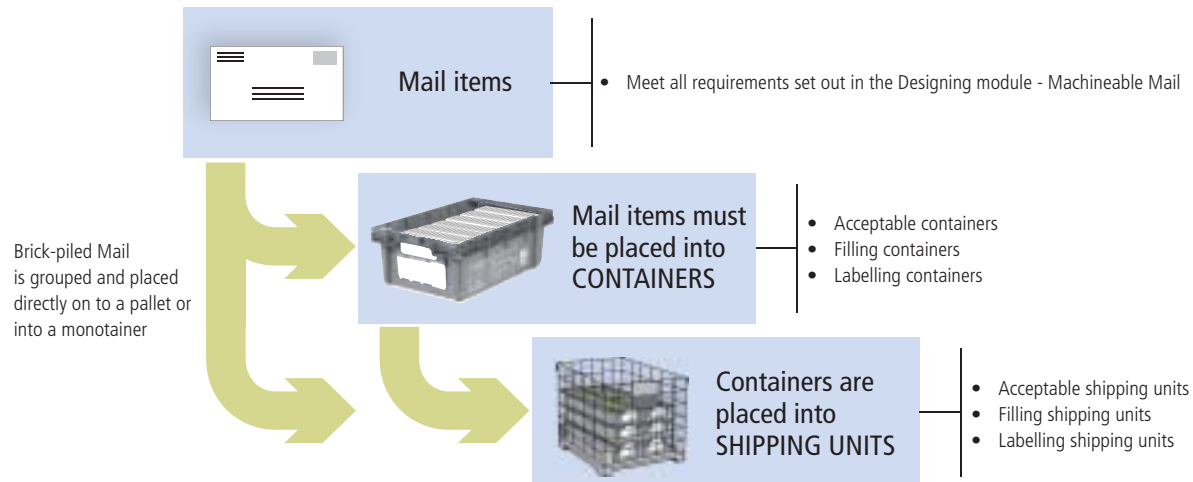 Mail items
• Meet all requirements set out in the Designing module - Machineable Mail
Brick-piled Mail
is grouped and placed
directly on to a pallet or
into a monotainer
Mail items must
be placed into
CONTAINERS
• Acceptable containers
• Filling containers
• Labelling containers
Containers are
placed into
SHIPPING UNITS
• Acceptable shipping units
• Filling shipping units
• Labelling shipping units